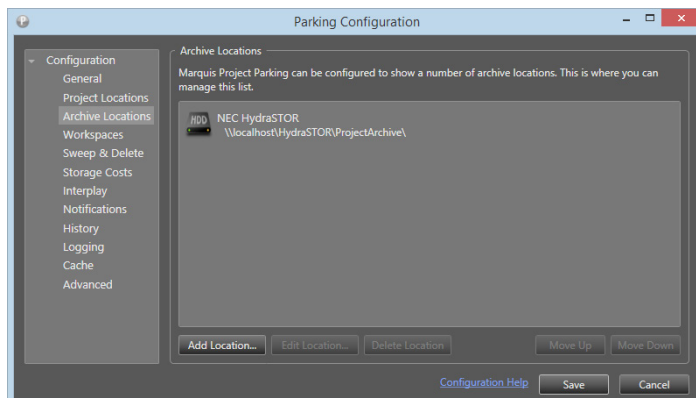 Parking Configuration
Configuration
General
Project Locations
Archive Locations
Workspaces
Sweep & Delete
Storage Costs
Interplay
Notifications
History
Logging
Cache
Advanced
Archive Locations
Marquis Project Parking can be configured to show a number of archive locations. This is where you can
manage this list.
HDD
NEC HydraSTOR
\\localhost\HydraSTOR\ProjectArchive\
Add Location... Edit Location... Delete Location Move Up Move Down
Configuration Help Save Cancel